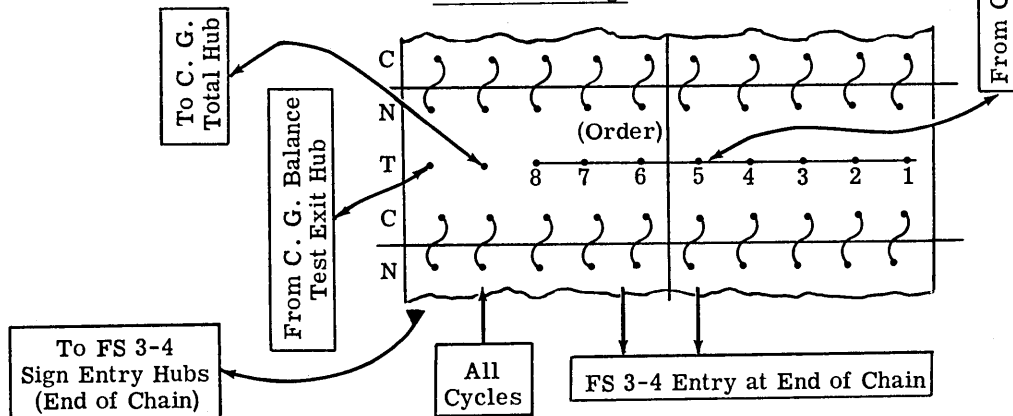 To C. G.
Total Hub
From C. G. Balance
Test Exit Hub
C
N
(Order)
T
8 7 6 5 4 3 2 1
C
N
To FS 3-4
Sign Entry Hubs
(End of Chain)
All
Cycles
FS 3-4 Entry at End of Chain
From